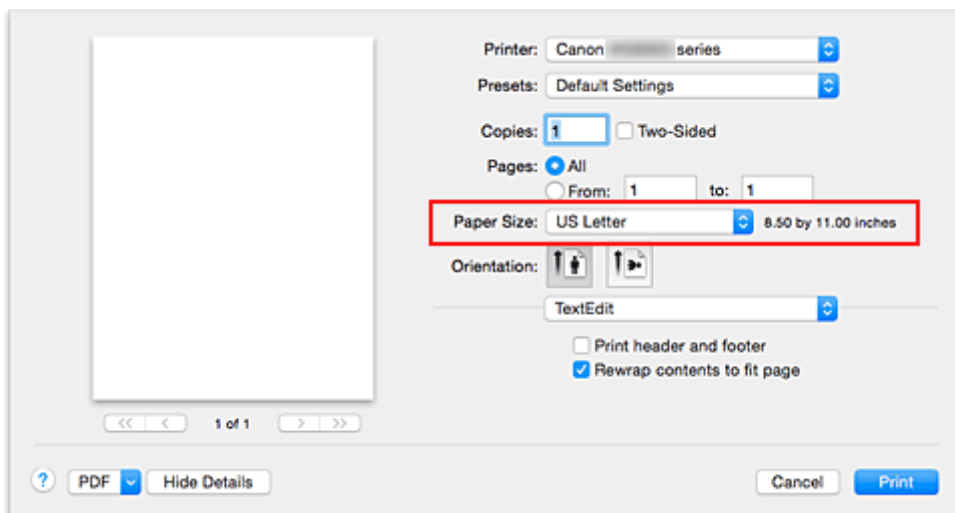 Printer: Canon series
Presets: Default Settings
Copies: 1 Two-Sided
Pages: All
From: 1 to: 1
Paper Size: US Letter 8.50 by 11.00 inches
Orientation:
TextEdit
Print header and footer
Rewrap contents to fit page
<< < 1 of 1 > >>
? PDF Hide Details Cancel Print